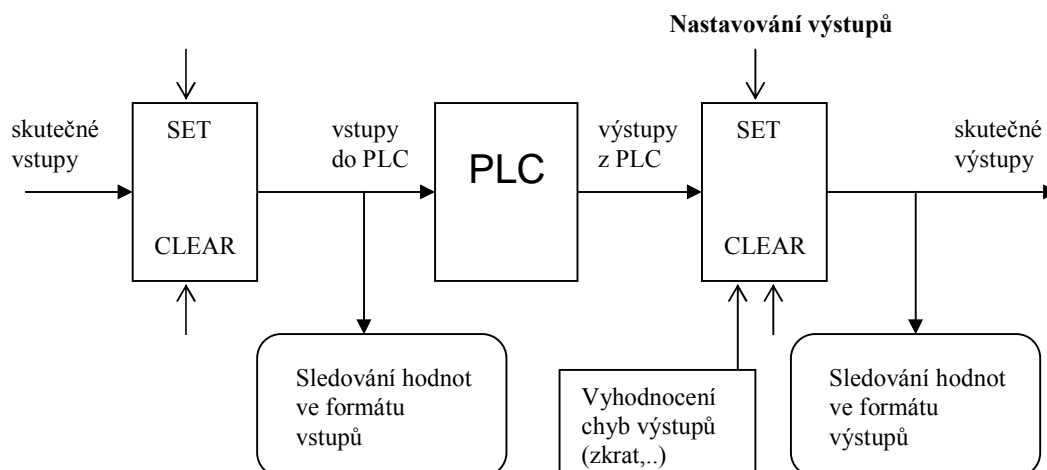 Nastavování výstupů
skutečné
vstupy
SET
CLEAR
vstupy
do PLC
PLC
výstupy
z PLC
SET
CLEAR
skutečné
výstupy
Sledování hodnot
ve formátu
vstupů
Vyhodnocení
chyb výstupů
(zkrat,..)
Sledování hodnot
ve formátu
výstupů